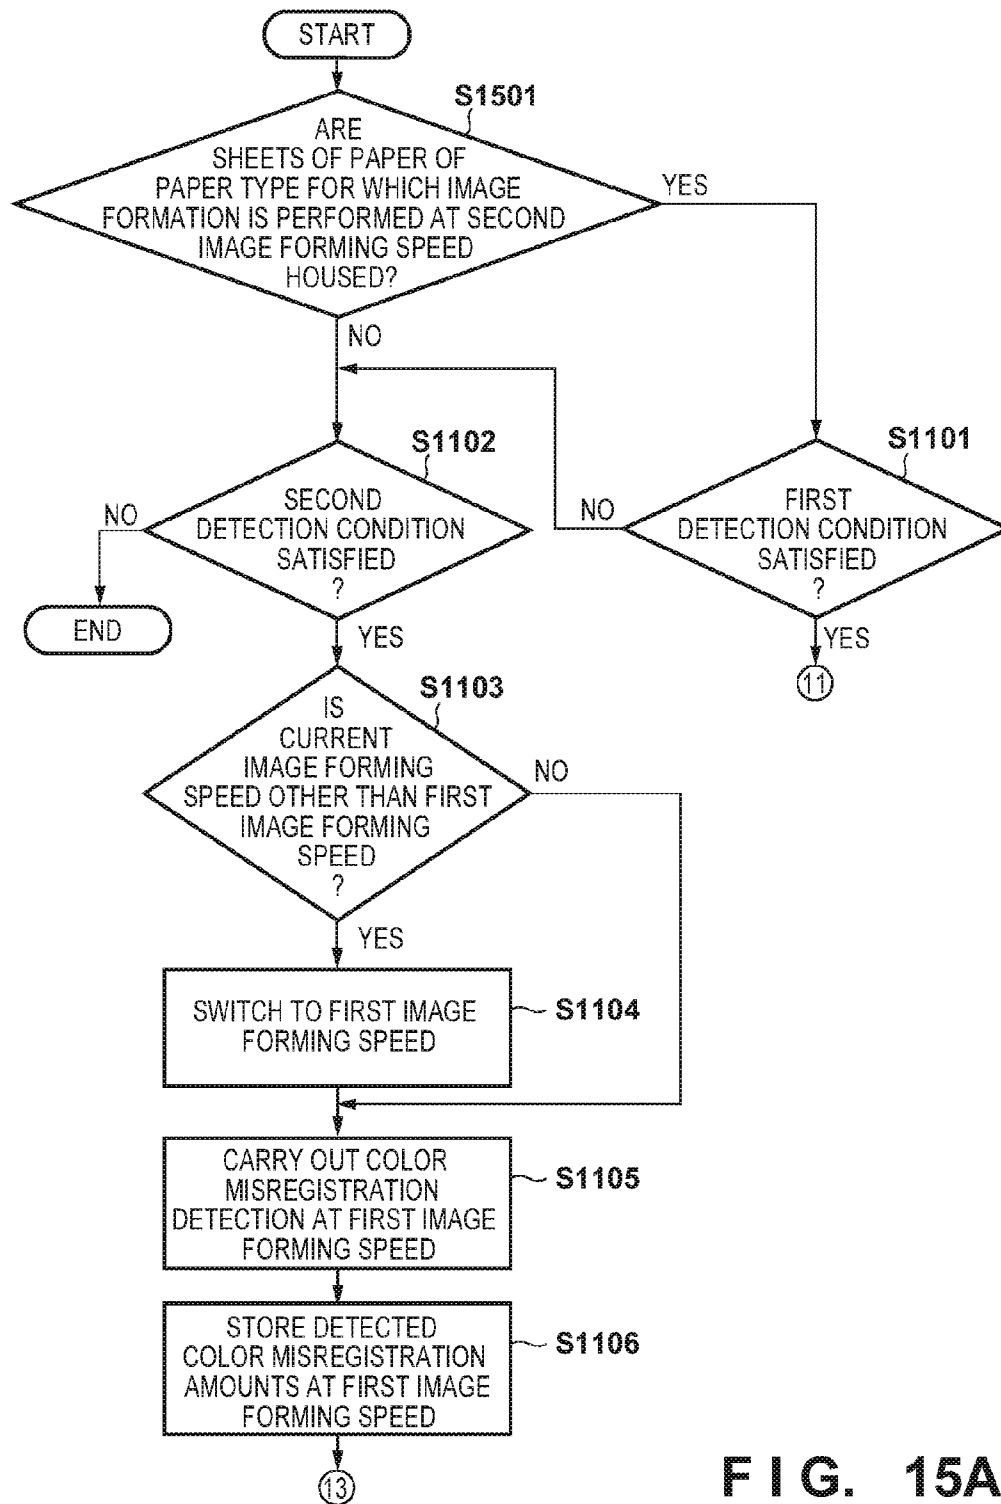 START
S1501
ARE
SHEETS OF PAPER OF
PAPER TYPE FOR WHICH IMAGE
FORMATION IS PERFORMED AT SECOND
IMAGE FORMING SPEED
HOUSED?
YES
NO
S1102
SECOND
DETECTION CONDITION
SATISFIED
?
NO
END
YES
S1101
FIRST
DETECTION CONDITION
SATISFIED
?
NO
YES
11
S1103
IS
CURRENT
IMAGE FORMING
SPEED OTHER THAN FIRST
IMAGE FORMING
SPEED
?
NO
YES
SWITCH TO FIRST IMAGE
FORMING SPEED
S1104
CARRY OUT COLOR
MISREGISTRATION
DETECTION AT FIRST IMAGE
FORMING SPEED
S1105
STORE DETECTED
COLOR MISREGISTRATION
AMOUNTS AT FIRST IMAGE
FORMING SPEED
S1106
13
FIG. 15A